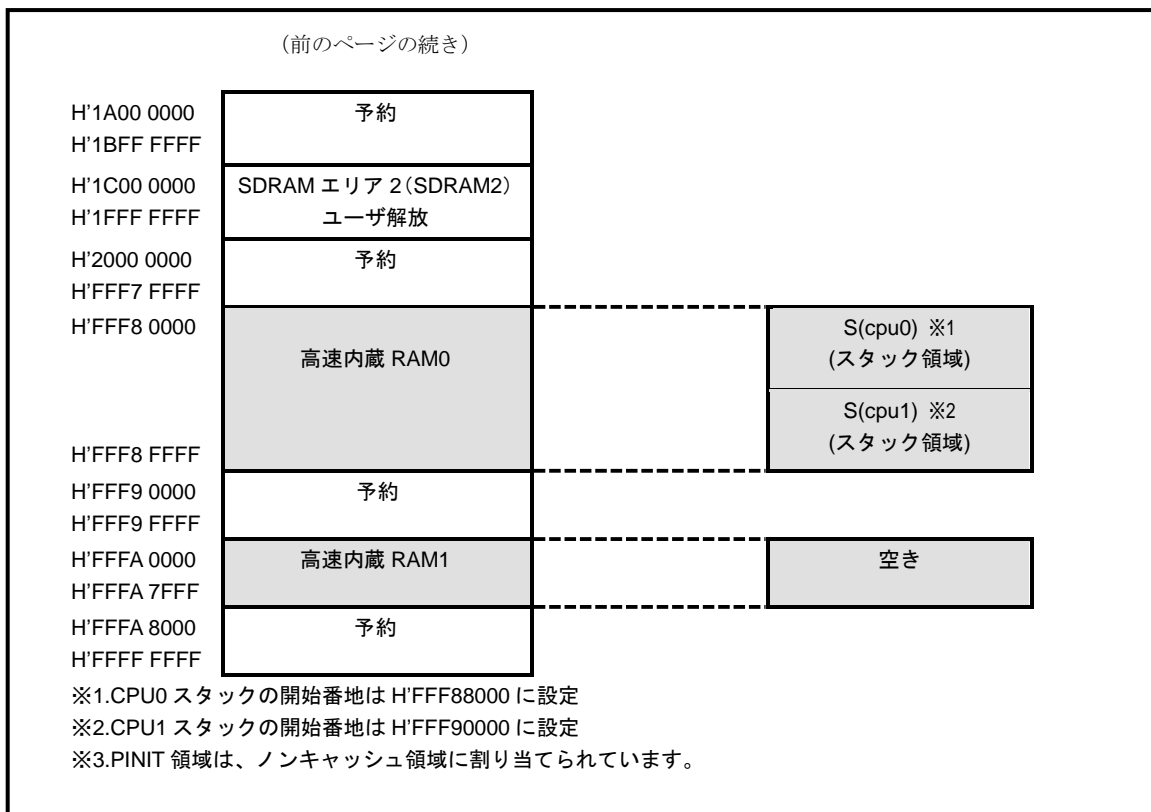 (前のページの続き)
H'1A00 0000
予約
H'1BFF FFFF
H'1C00 0000
SDRAM エリア 2(SDRAM2)
H'1FFF FFFF
ユーザ解放
H'2000 0000
予約
H'FFF7 FFFF
H'FFF8 0000
S(cpu0) ※1
高速内蔵 RAM0
(スタック領域)
S(cpu1) ※2
(スタック領域)
H'FFF8 FFFF
H'FFF9 0000
予約
H'FFF9 FFFF
H'FFFA 0000
高速内蔵 RAM1
空き
H'FFFA 7FFF
H'FFFA 8000
予約
H'FFFF FFFF
※1.CPU0 スタックの開始番地は H'FFF88000 に設定
※2.CPU1 スタックの開始番地は H'FFF90000 に設定
※3.PINIT 領域は、ノンキャッシュ領域に割り当てられています。